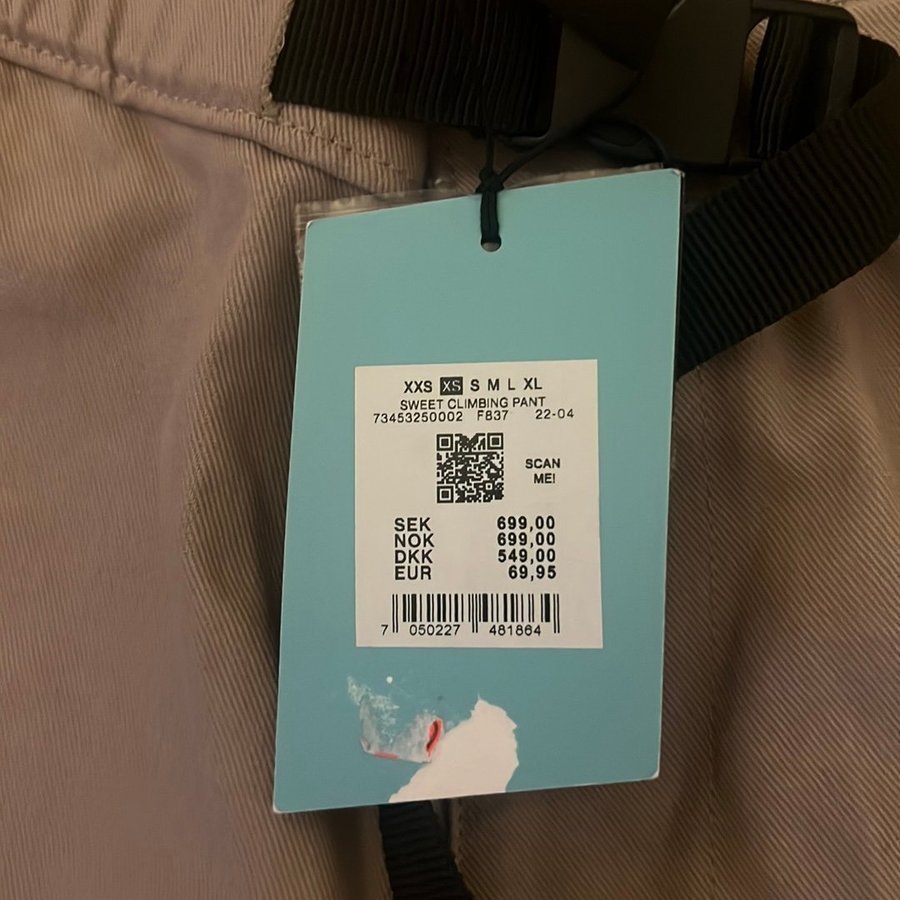 XXS XS S M L XL
SWEET CLIMBING PANT
73453250002 F837 22-04
SCAN
ME!
SEK 699,00
NOK 699,00
DKK 549,00
EUR 69,95
7 050227 481864